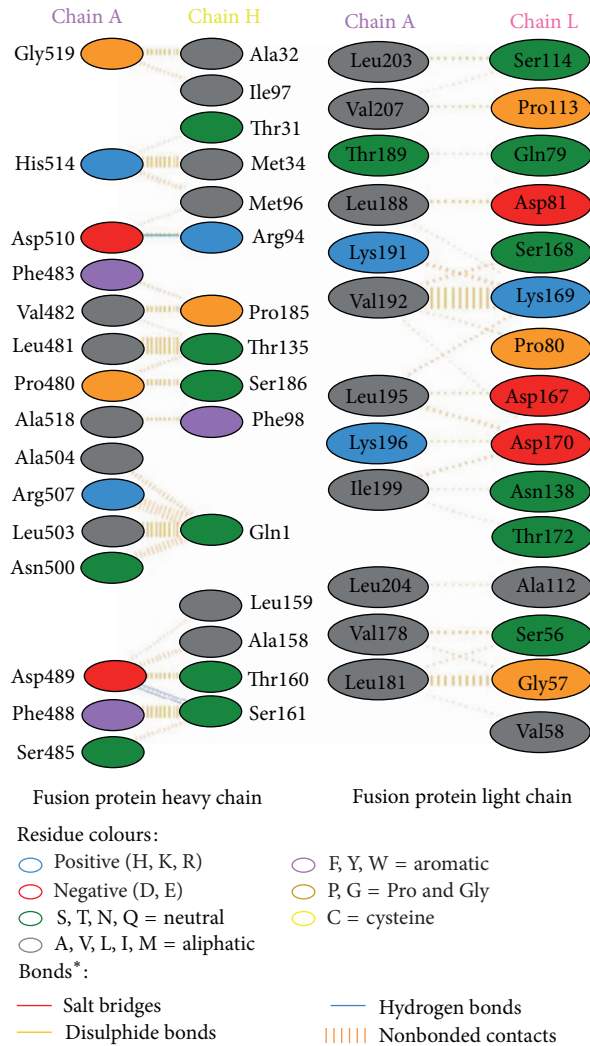 Chain A Chain H Chain A Chain L
Gly519 Ala32
Ile97
Thr31
His514 Met34
Met96
Asp510 Arg94
Phe483
Val482 Pro185
Leu481 Thr135
Pro480 Ser186
Ala518 Phe98
Ala504
Arg507
Leu503 Gln1
Asn500
Leu159
Ala158
Asp489 Thr160
Phe488 Ser161
Ser485
Fusion protein heavy chain
Leu203 Ser114
Val207 Pro113
Thr189 Gln79
Leu188 Asp81
Lys191 Ser168
Val192 Lys169
Pro80
Leu195 Asp167
Lys196 Asp170
Ile199 Asn138
Thr172
Leu204 Ala112
Val178 Ser56
Leu181 Gly57
Val58
Fusion protein light chain
Residue colours:
Positive (H, K, R) F, Y, W = aromatic
Negative (D, E) P, G = Pro and Gly
S, T, N, Q = neutral C = cysteine
A, V, L, I, M = aliphatic
Bonds*:
Salt bridges Hydrogen bonds
Disulphide bonds Nonbonded contacts